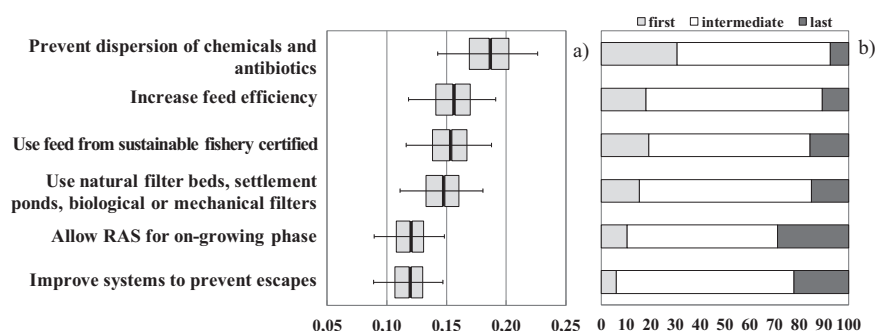 first intermediate last
Prevent dispersion of chemicals and
antibiotics
a)
b)
Increase feed efficiency
Use feed from sustainable fishery certified
Use natural filter beds, settlement
ponds, biological or mechanical filters
Allow RAS for on-growing phase
Improve systems to prevent escapes
0.05 0.10 0.15 0.20 0.25
0 10 20 30 40 50 60 70 80 90 100